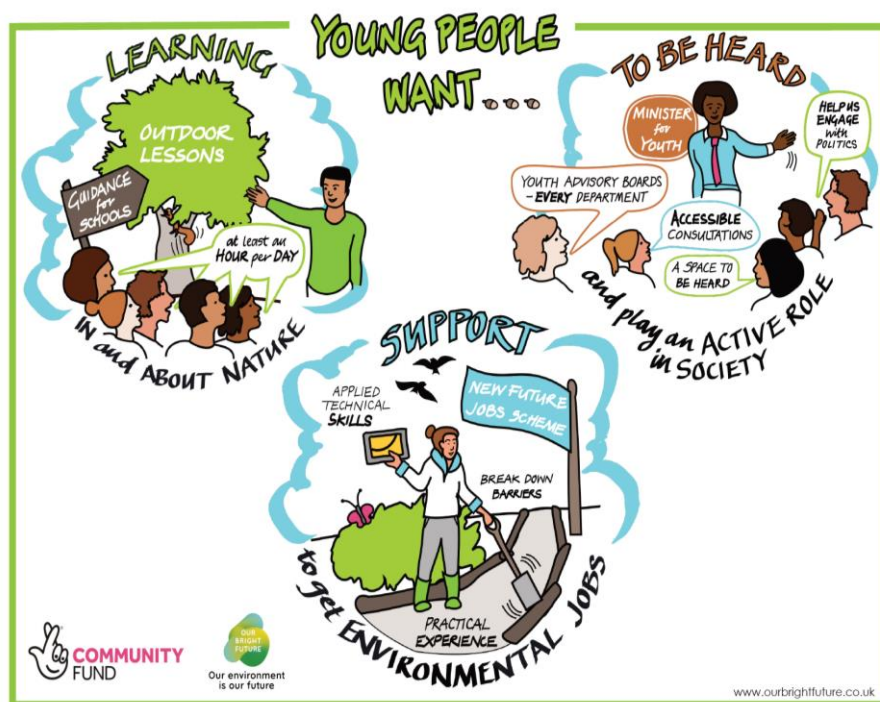 YOUNG PEOPLE
WANT...
LEARNING
OUTDOOR
LESSONS
GUIDANCE
for
SCHOOLS
at least an
HOUR per DAY
IN and ABOUT NATURE
TO BE HEARD
MINISTER
for
YOUTH
HELP US
ENGAGE
with
POLITICS
YOUTH ADVISORY BOARDS
- EVERY DEPARTMENT
ACCESSIBLE
CONSULTATIONS
A SPACE TO
BE HEARD
and play an ACTIVE ROLE
in SOCIETY
SUPPORT
APPLIED
TECHNICAL
SKILLS
NEW FUTURE
JOBS SCHEME
BREAK DOWN
BARRIERS
PRACTICAL
EXPERIENCE
to get ENVIRONMENTAL JOBS
COMMUNITY
FUND
OUR
BRIGHT
FUTURE
Our environment
is our future
www.ourbrightfuture.co.uk